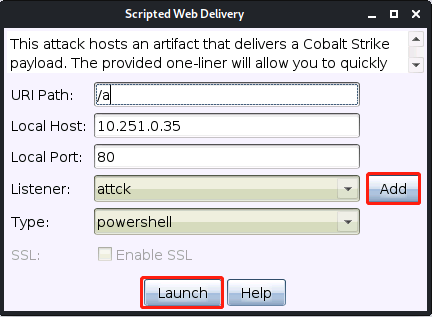 Scripted Web Delivery
This attack hosts an artifact that delivers a Cobalt Strike
payload. The provided one-liner will allow you to quickly
URI Path: /a
Local Host: 10.251.0.35
Local Port: 80
Listener: attck Add
Type: powershell
SSL: Enable SSL
Launch Help